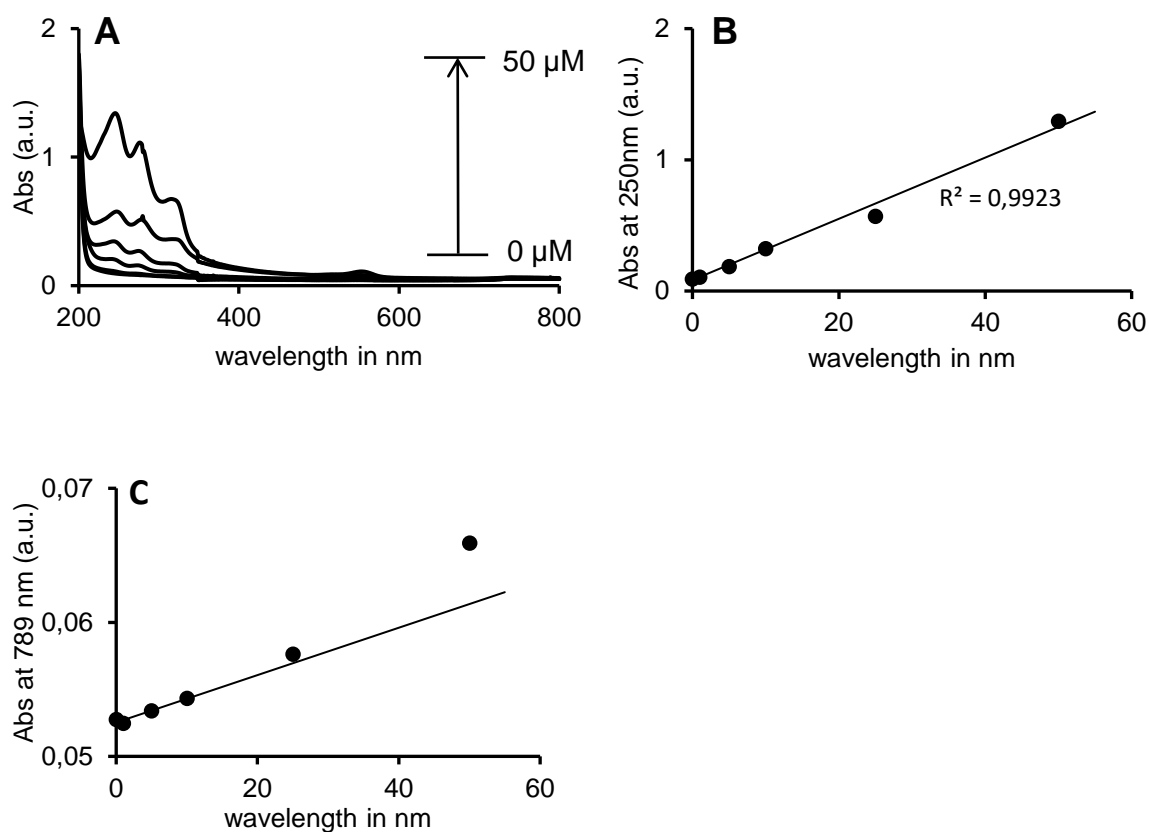 A
2
1
0
Abs (a.u.)
50 µM
0 µM
200 400 600 800
wavelength in nm
B
2
1
0
Abs at 250nm (a.u.)
R² = 0,9923
0 20 40 60
wavelength in nm
C
0,07
0,06
0,05
Abs at 789 nm (a.u.)
0 20 40 60
wavelength in nm